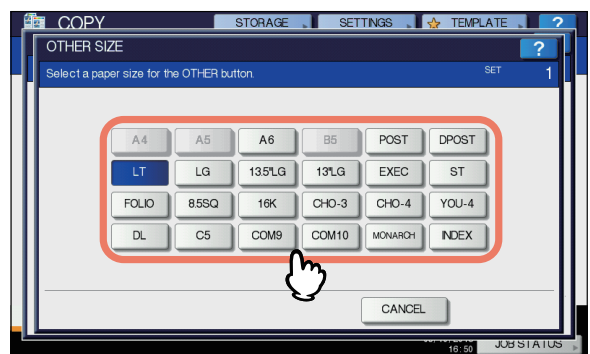 COPY STORAGE SETTINGS TEMPLATE ?
OTHER SIZE ?
Select a paper size for the OTHER button. SET 1
A4 A5 A6 B5 POST DPOST
LT LG 13.5"LG 13"LG EXEC ST
FOLIO 8.5SQ 16K CHO-3 CHO-4 YOU-4
DL C5 COM9 COM10 MONARCH INDEX
CANCEL
16:50 JOB STATUS